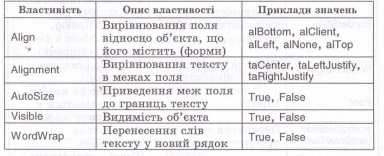 Властивість Опис властивості Приклади значень
Align
Вирівнювання поля
відносно об'єкта, що
його містить (форми)
alBottom, alClient,
alLeft, alNone, alTop
Alignment
Вирівнювання тексту
в межах поля
taCenter, taLeftJustify,
taRightJustify
AutoSize
Приведення меж поля
до границь тексту
True, False
Visible
Видимість об'єкта
True, False
WordWrap
Перенесення слів
тексту у новий рядок
True, False